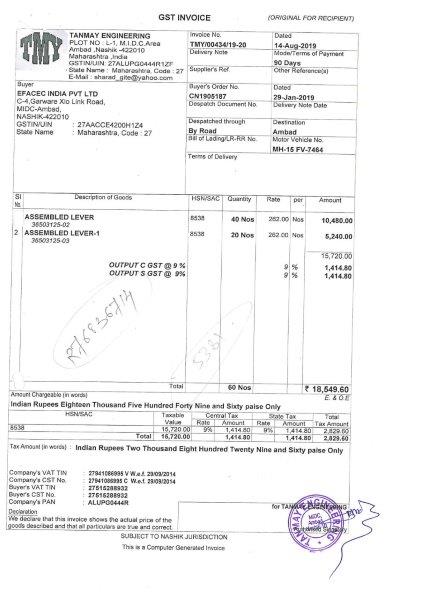 GST INVOICE
(ORIGINAL FOR RECIPIENT)
TMY
TANMAY ENGINEERING
PLOT NO : L-1, M.I.D.C.Area
Ambad ,Nashik -422010
Maharashtra ,India
GSTIN/UIN : 27ALUPG0444R1ZF
State Name : Maharashtra, Code : 27
E-Mail : sharad_gite@yahoo.com
Invoice No.
TMY/00434/19-20
Dated
14-Aug-2019
Delivery Note
Mode/Terms of Payment
90 Days
Supplier's Ref.
Other Reference(s)
Buyer
EFACEC INDIA PVT LTD
C-4,Garware Xlo Link Road,
MIDC-Ambad,
NASHIK-422010
GSTIN/UIN : 27AACCE4200H1Z4
State Name : Maharashtra, Code : 27
Buyer's Order No.
CN1905187
Dated
29-Jan-2019
Despatch Document No.
Delivery Note Date
Despatched through
By Road
Destination
Ambad
Bill of Lading/LR-RR No.
Motor Vehicle No.
MH-15 FV-7464
Terms of Delivery
Sl No. Description of Goods HSN/SAC Quantity Rate per Amount
ASSEMBLED LEVER 8538 40 Nos 262.00 Nos 10,480.00
36503125-02
2 ASSEMBLED LEVER-1 8538 20 Nos 262.00 Nos 5,240.00
36503125-03
15,720.00
OUTPUT C GST @ 9 % 9 % 1,414.80
OUTPUT S GST @ 9% 9 % 1,414.80
R76836714
5381
Total 60 Nos ₹ 18,549.60
Amount Chargeable (in words) E. & O.E
Indian Rupees Eighteen Thousand Five Hundred Forty Nine and Sixty paise Only
HSN/SAC Taxable Value Central Tax Rate Amount State Tax Rate Amount Total Tax Amount
8538 15,720.00 9% 1,414.80 9% 1,414.80 2,829.60
Total 15,720.00 1,414.80 1,414.80 2,829.60
Tax Amount (in words) : Indian Rupees Two Thousand Eight Hundred Twenty Nine and Sixty paise Only
Company's VAT TIN : 27941086995 V W.e.f. 29/09/2014
Company's CST No. : 27941086995 C W.ef. 29/09/2014
Buyer's VAT TIN : 27515288932
Buyer's CST No. : 27515288932
Company's PAN : ALUPG0444R
Declaration
We declare that this invoice shows the actual price of the
goods described and that all particulars are true and correct.
for TANMAY ENGINEERING
TANMAY ENGINEERING
MIDC,
Ambad
Authorised Signatory
SUBJECT TO NASHIK JURISDICTION
This is a Computer Generated Invoice